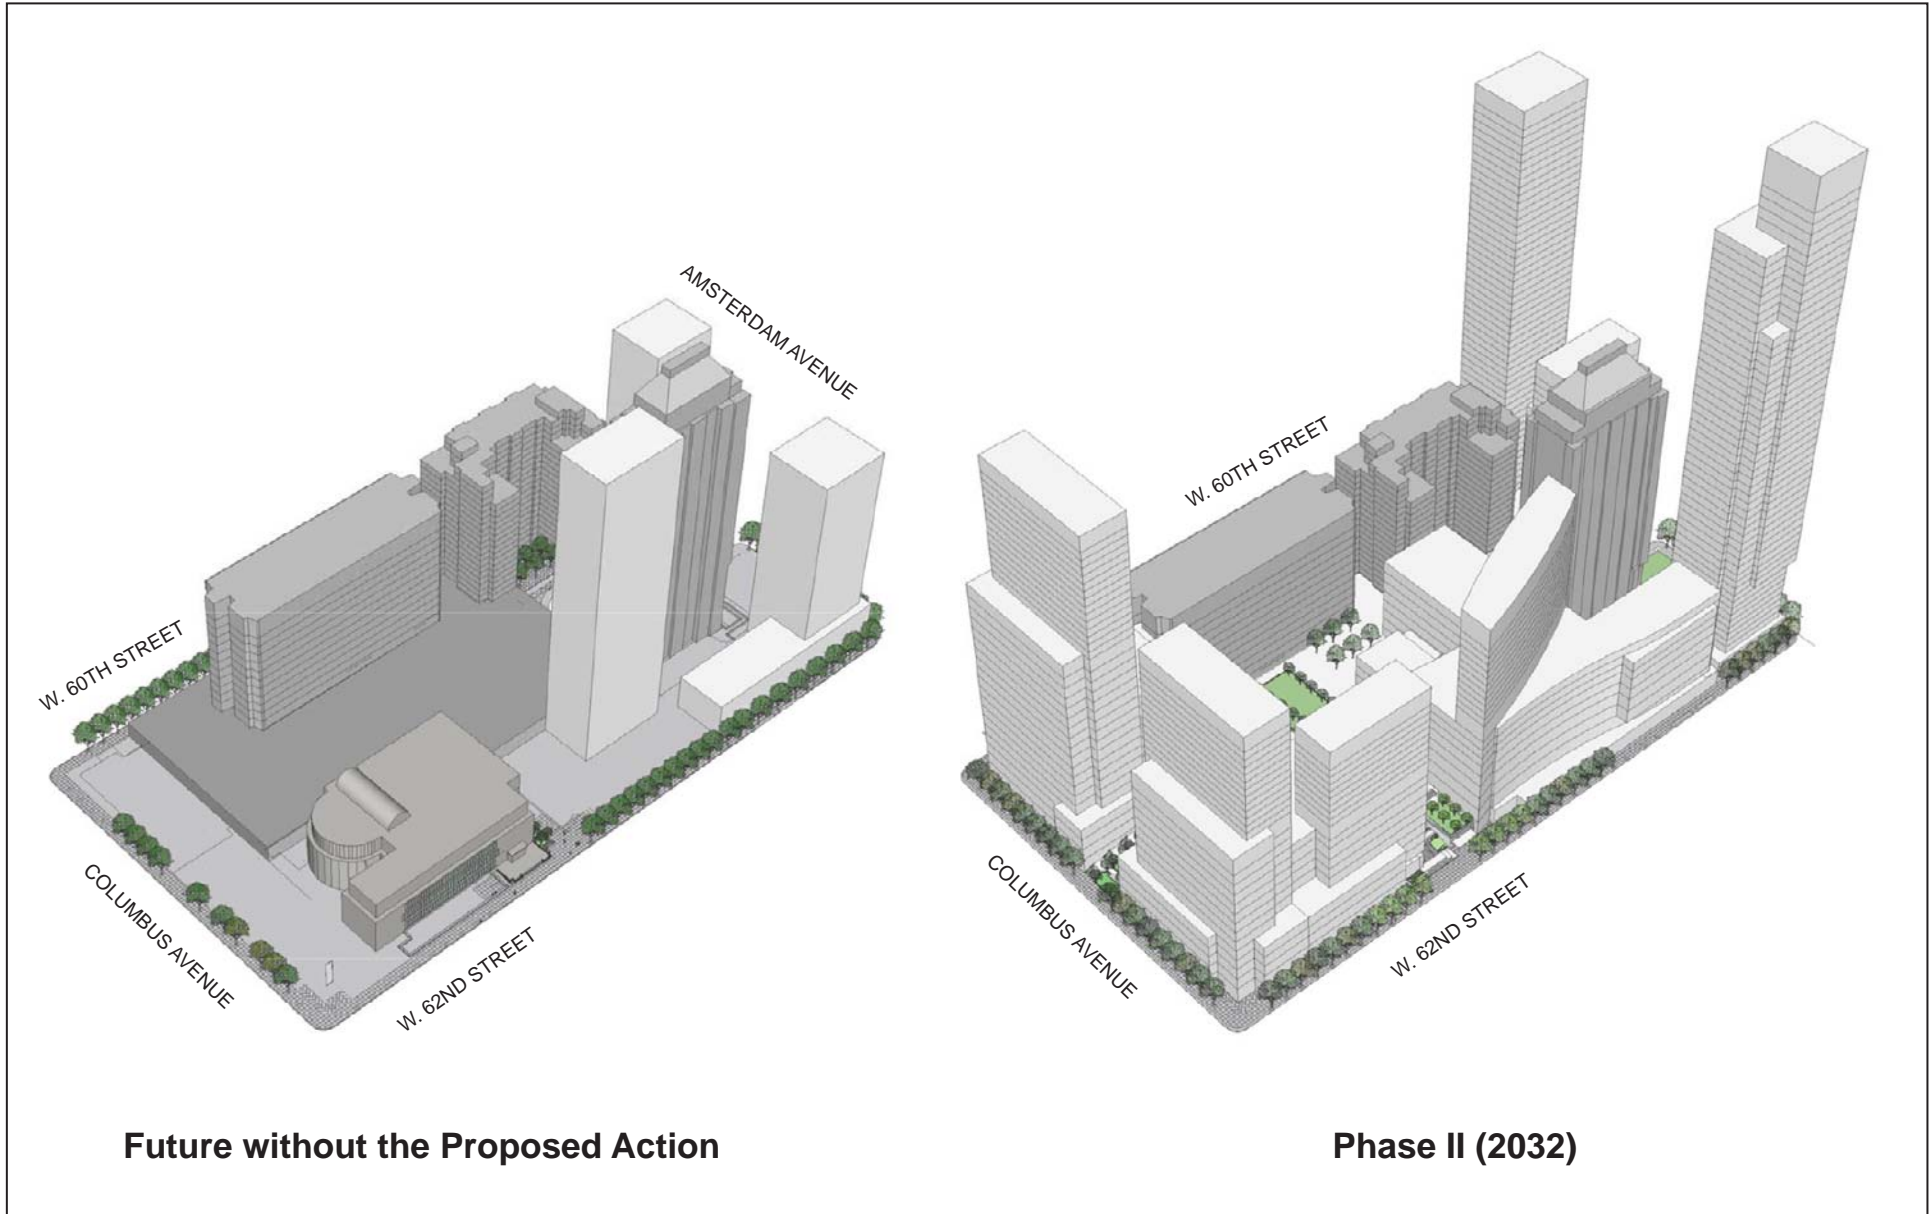 AMSTERDAM AVENUE
W. 60TH STREET
COLUMBUS AVENUE
W. 62ND STREET
W. 60TH STREET
COLUMBUS AVENUE
W. 62ND STREET
Future without the Proposed Action
Phase II (2032)